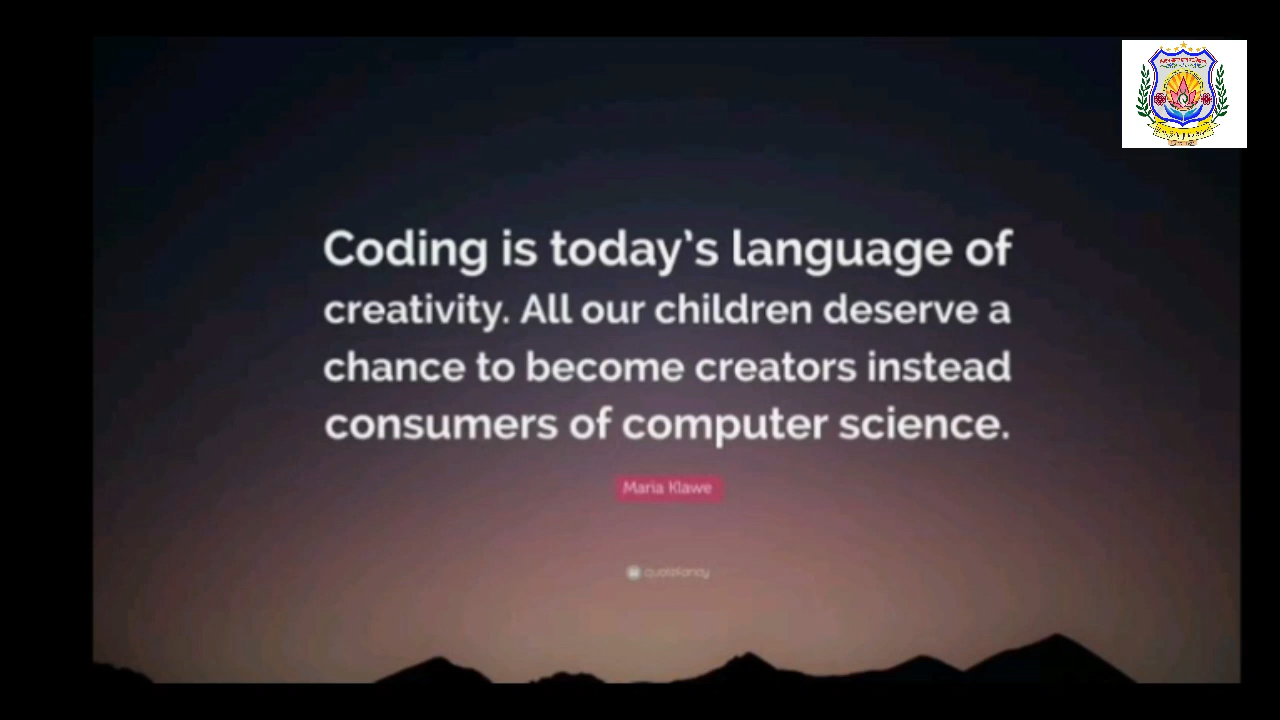 Coding is today's language of
creativity. All our children deserve a
chance to become creators instead
consumers of computer science.
Maria Klawe
quotefancy